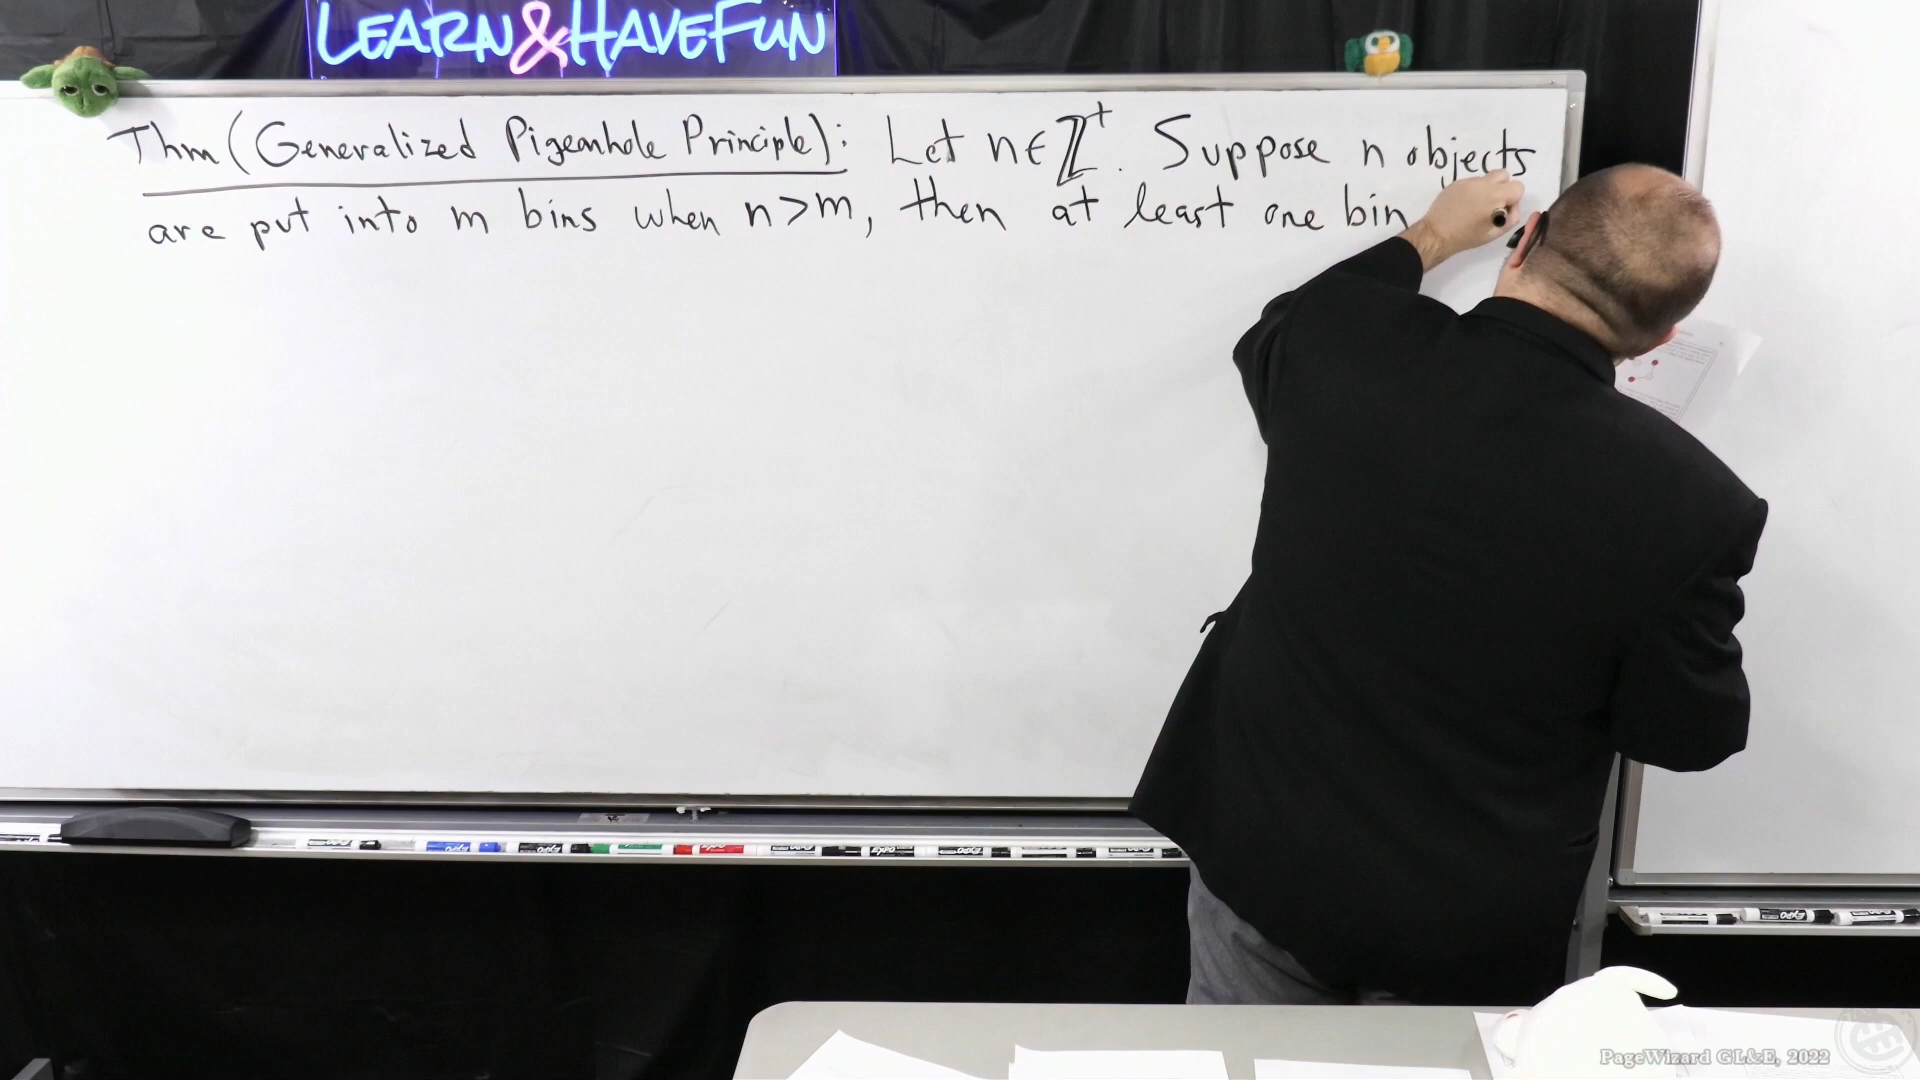 LEARN&HAVEFUN
Thm (Generalized Pigeonhole Principle): Let n∈ℤ⁺. Suppose n objects
are put into m bins when n>m, then at least one bin
EXPO
PageWizard GL&E, 2022